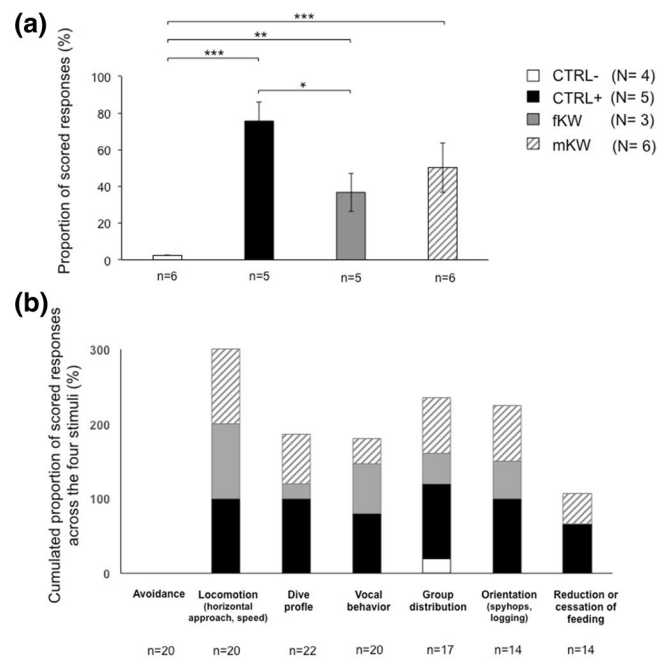 (a)
***
**
***
*
Proportion of scored responses (%)
100
80
60
40
20
0
n=6
n=5
n=5
n=6
CTRL- (N= 4)
CTRL+ (N= 5)
fKW (N= 3)
mKW (N= 6)
(b)
Cumulated proportion of scored responses
across the four stimuli (%)
300
200
100
0
Avoidance
Locomotion
(horizontal
approach, speed)
Dive
profle
Vocal
behavior
Group
distribution
Orientation
(spyhops,
logging)
Reduction or
cessation of
feeding
n=20
n=20
n=22
n=20
n=17
n=14
n=14